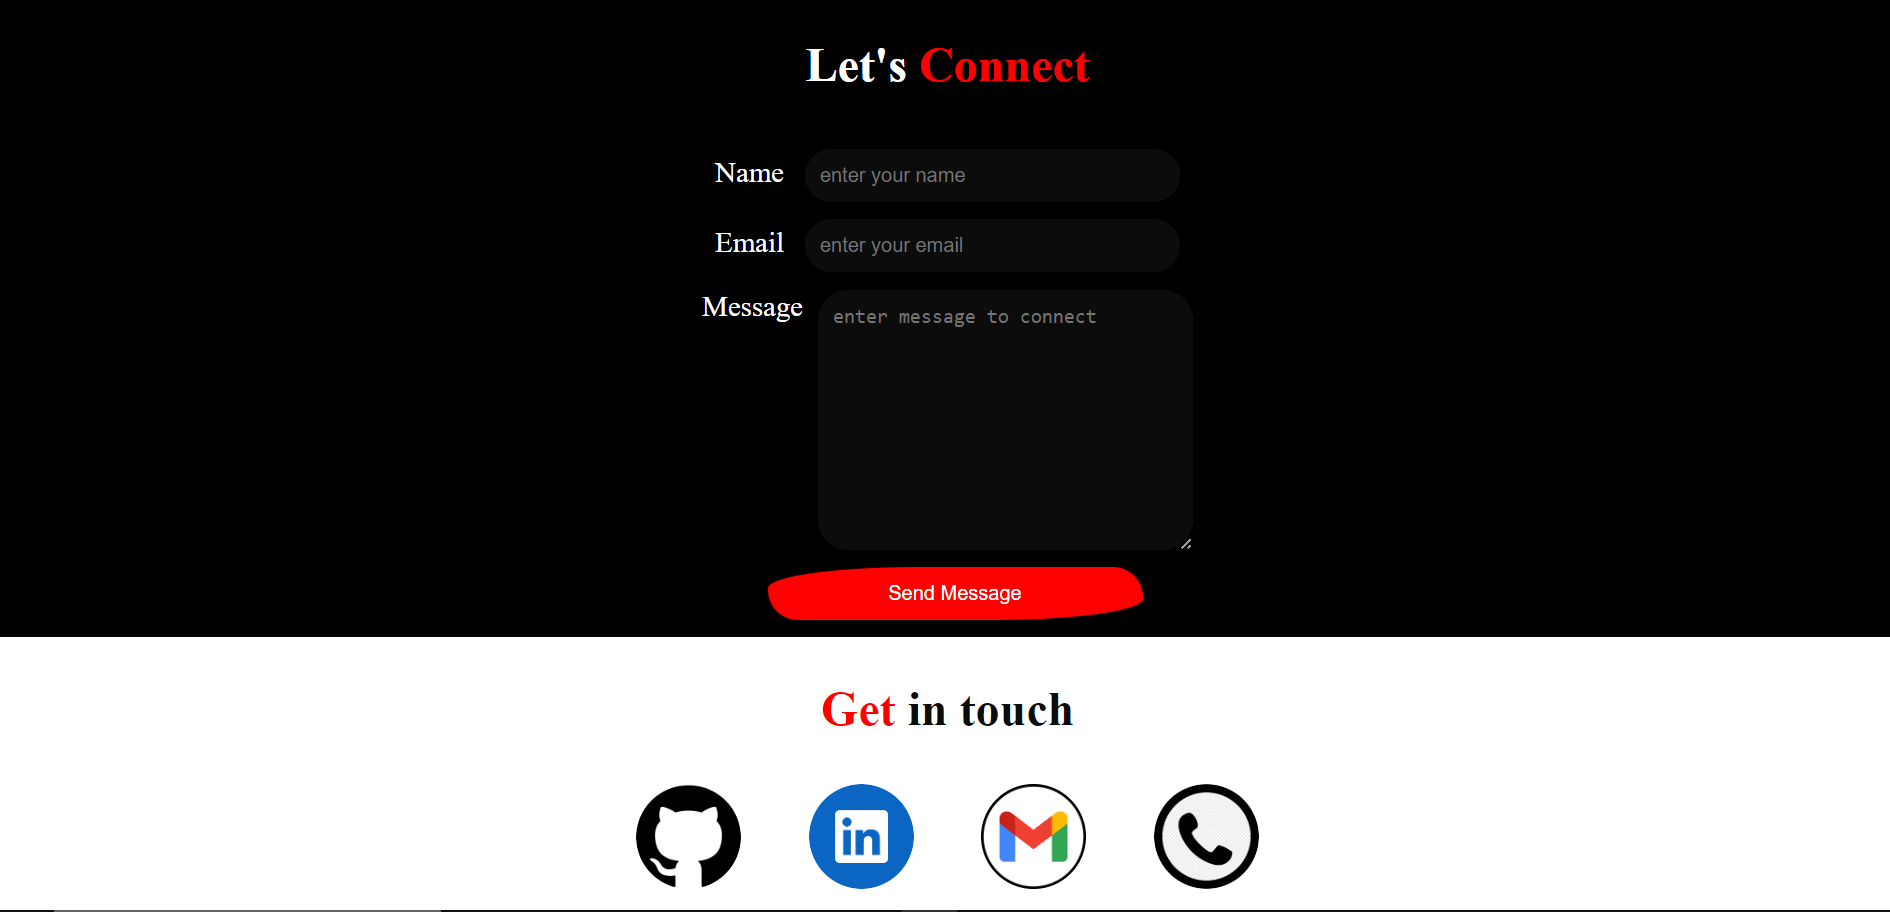 Let's Connect
Name
enter your name
Email
enter your email
Message
enter message to connect
Send Message
Get in touch
in